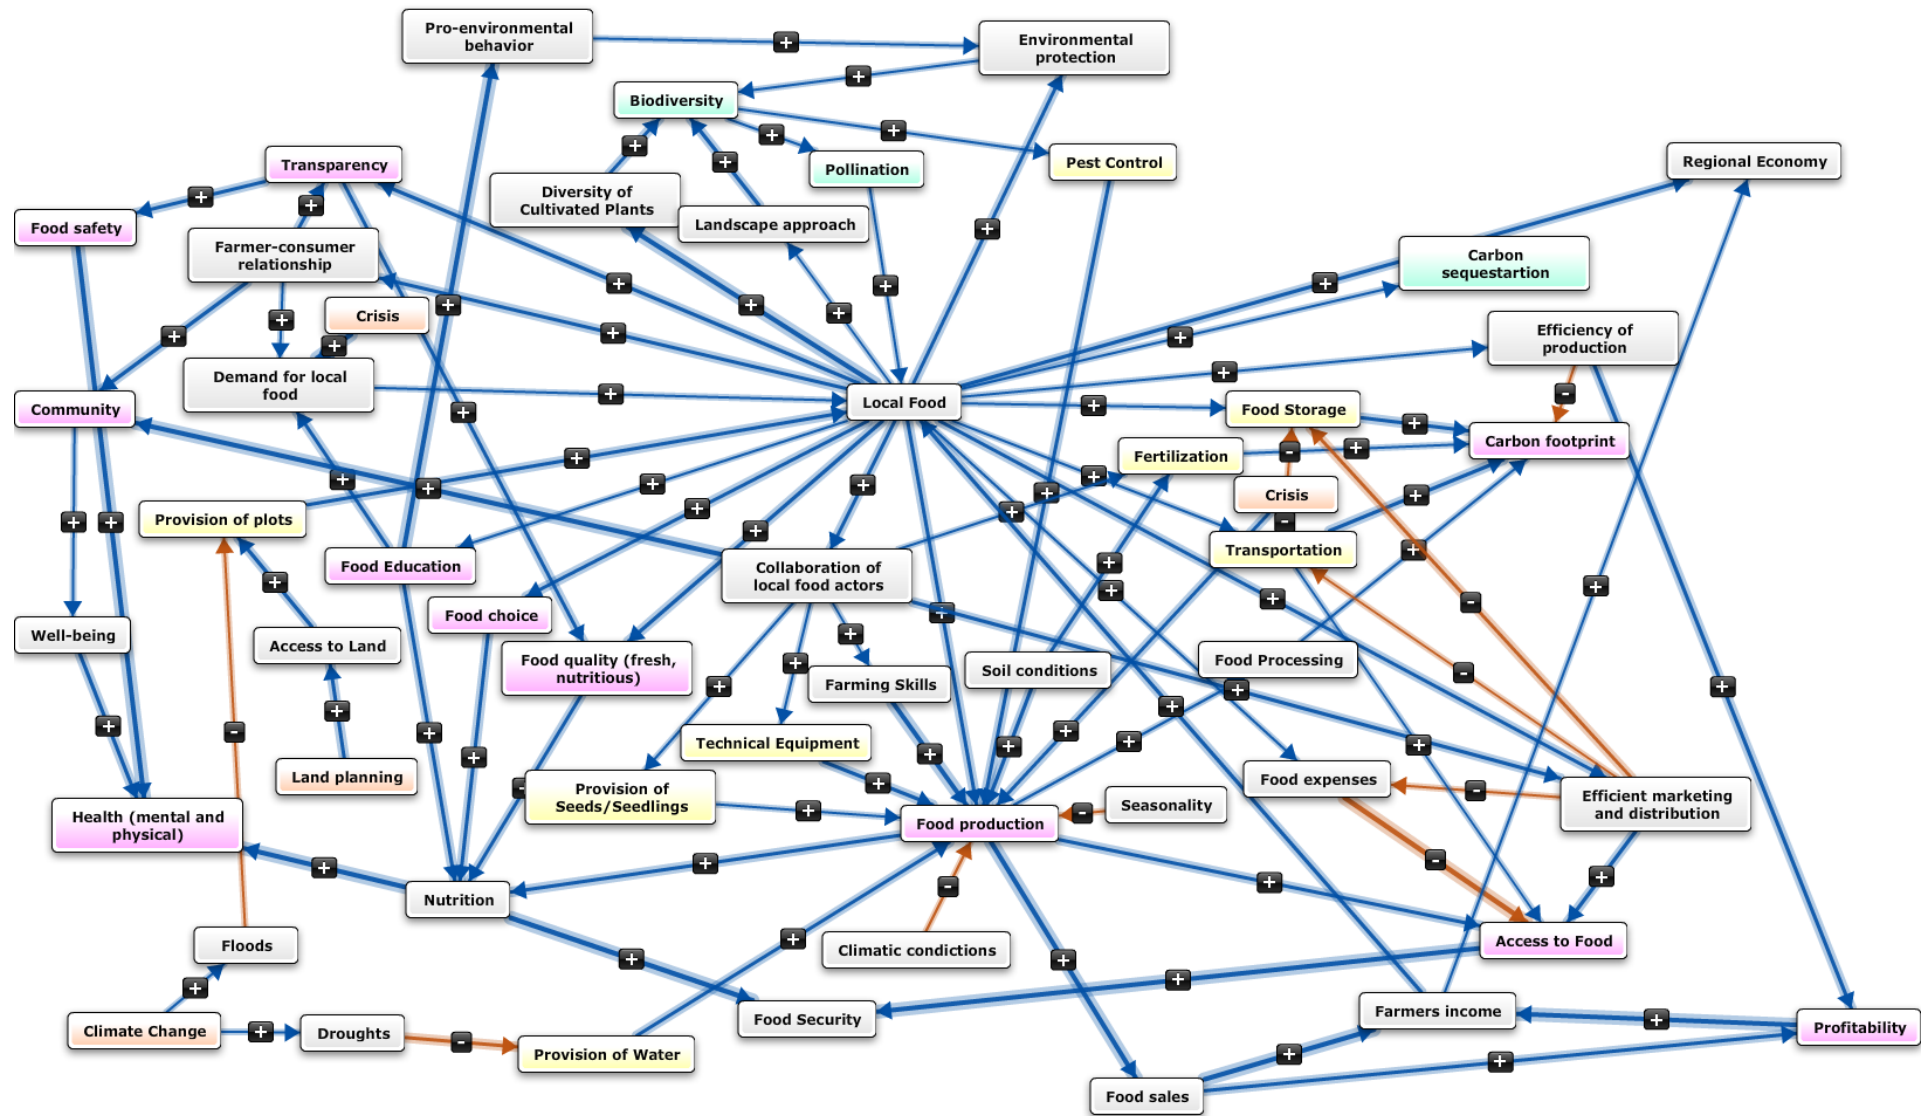 Pro-environmental
behavior
Environmental
protection
Biodiversity
Transparency
Pollination
Pest Control
Regional Economy
Diversity of
Cultivated Plants
Landscape approach
Food safety
Farmer-consumer
relationship
Carbon
sequestartion
Crisis
Efficiency of
production
Demand for local
food
Local Food
Community
Food Storage
Carbon footprint
Fertilization
Crisis
Provision of plots
Transportation
Food Education
Collaboration of
local food actors
Food choice
Well-being
Access to Land
Food quality (fresh,
nutritious)
Farming Skills
Soil conditions
Food Processing
Technical Equipment
Land planning
Food expenses
Provision of
Seeds/Seedlings
Seasonality
Efficient marketing
and distribution
Health (mental and
physical)
Food production
Nutrition
Floods
Climatic condictions
Access to Food
Food Security
Farmers income
Climate Change
Droughts
Profitability
Provision of Water
Food sales